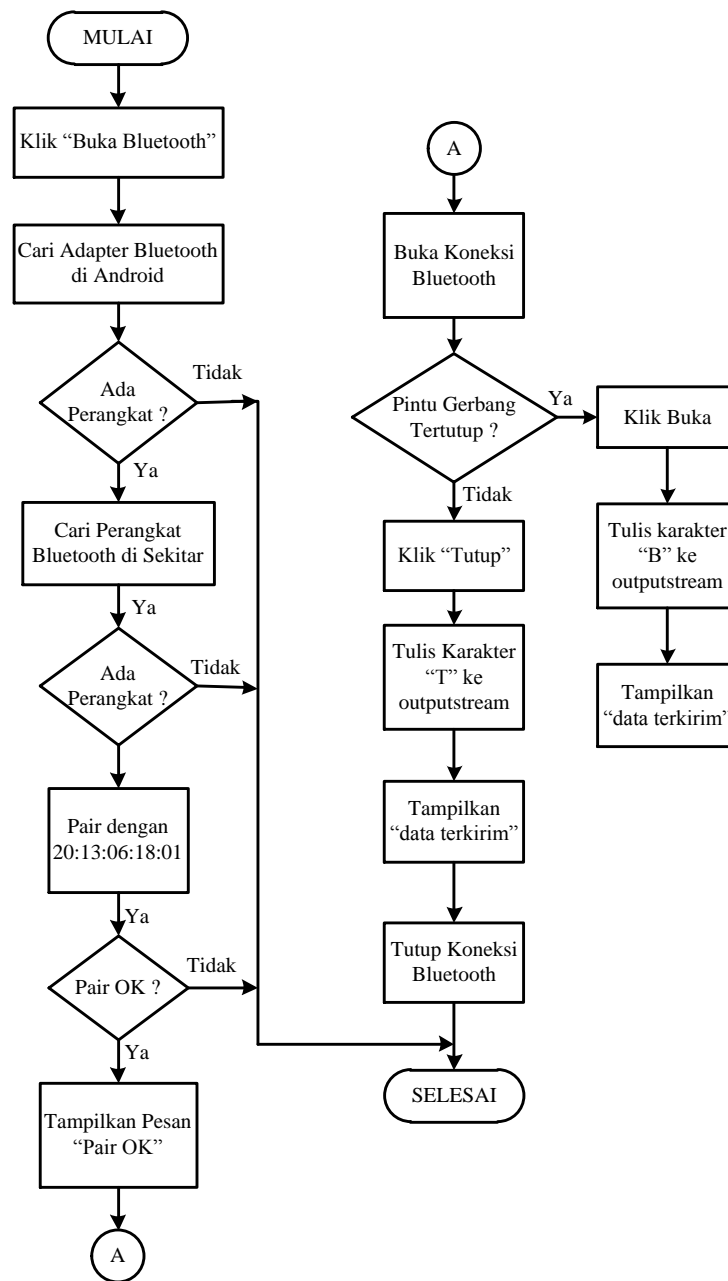 MULAI
Klik “Buka Bluetooth”
Cari Adapter Bluetooth
di Android
Ada
Perangkat ?
Tidak
Ya
Cari Perangkat
Bluetooth di Sekitar
Ya
Ada
Perangkat ?
Tidak
Pair dengan
20:13:06:18:01
Ya
Pair OK ?
Tidak
Ya
Tampilkan Pesan
“Pair OK”
A
A
Buka Koneksi
Bluetooth
Pintu Gerbang
Tertutup ?
Ya
Tidak
Klik “Tutup”
Tulis Karakter
“T” ke
outputstream
Tampilkan
“data terkirim”
Tutup Koneksi
Bluetooth
SELESAI
Klik Buka
Tulis karakter
“B” ke
outputstream
Tampilkan
“data terkirim”